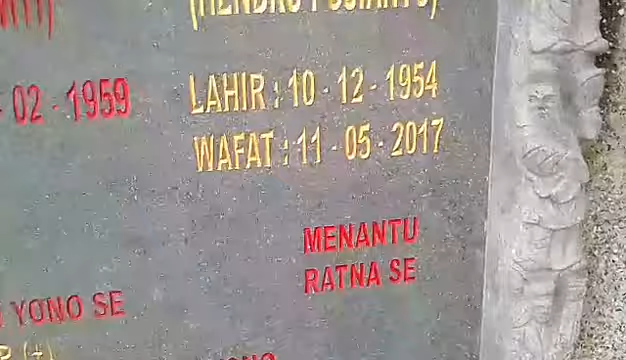 - 02 - 1959
LAHIR : 10 - 12 - 1954
WAFAT : 11 - 05 - 2017
MENANTU
RATNA SE
YONO SE